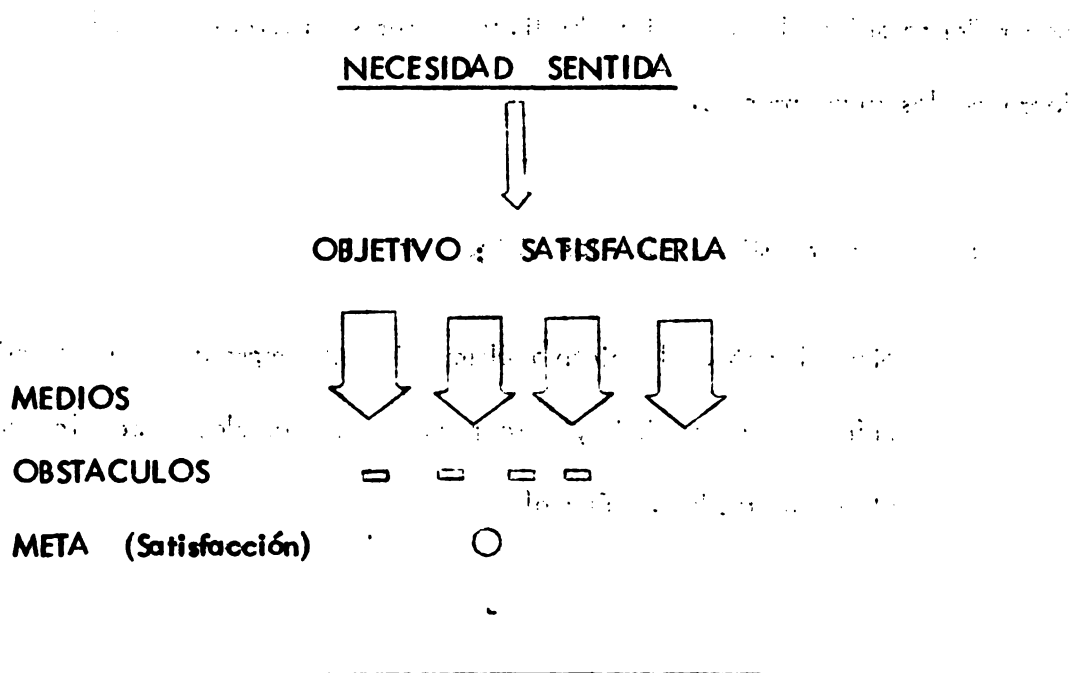 NECESIDAD SENTIDA
OBJETIVO : SATISFACERLA
MEDIOS
OBSTACULOS
META (Satisfacción)